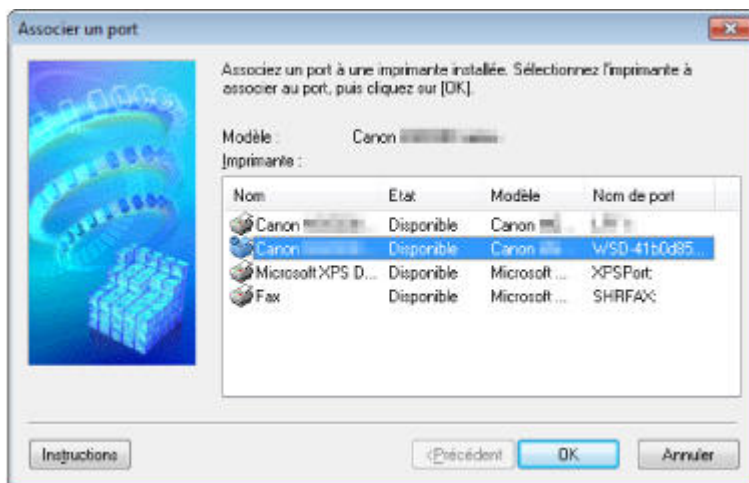 Associer un port
Associez un port à une imprimante installée. Sélectionnez l'imprimante à
associer au port, puis cliquez sur [OK].
Modèle : Canon
Imprimante :
Nom Etat Modèle Nom de port
Canon Disponible Canon
Canon Disponible Canon WSD-41b0d85...
Microsoft XPS D... Disponible Microsoft ... XPSPort:
Fax Disponible Microsoft ... SHRFAX:
Instructions <Précédent OK Annuler